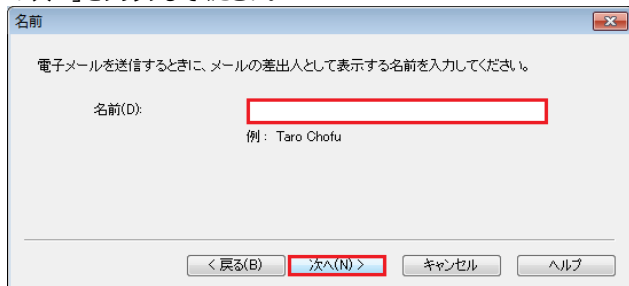 名前
電子メールを送信するときに、メールの差出人として表示する名前を入力してください。
名前(D):
例： Taro Chofu
< 戻る(B) 次へ(N) > キャンセル ヘルプ